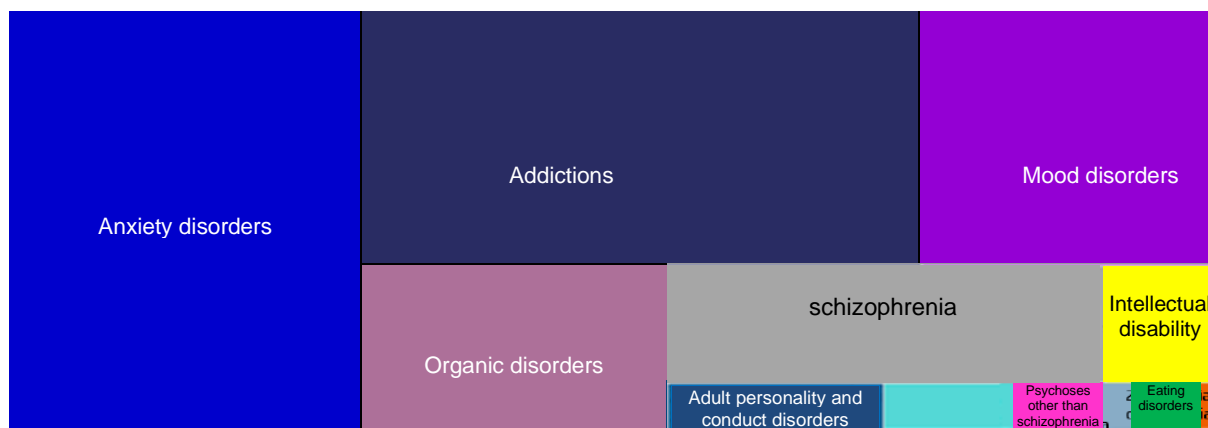 Addictions
Mood disorders
Anxiety disorders
schizophrenia
Intellectual
disability
Organic disorders
Adult personality and
conduct disorders
Psychoses
other than
schizophrenia
Eating
disorders